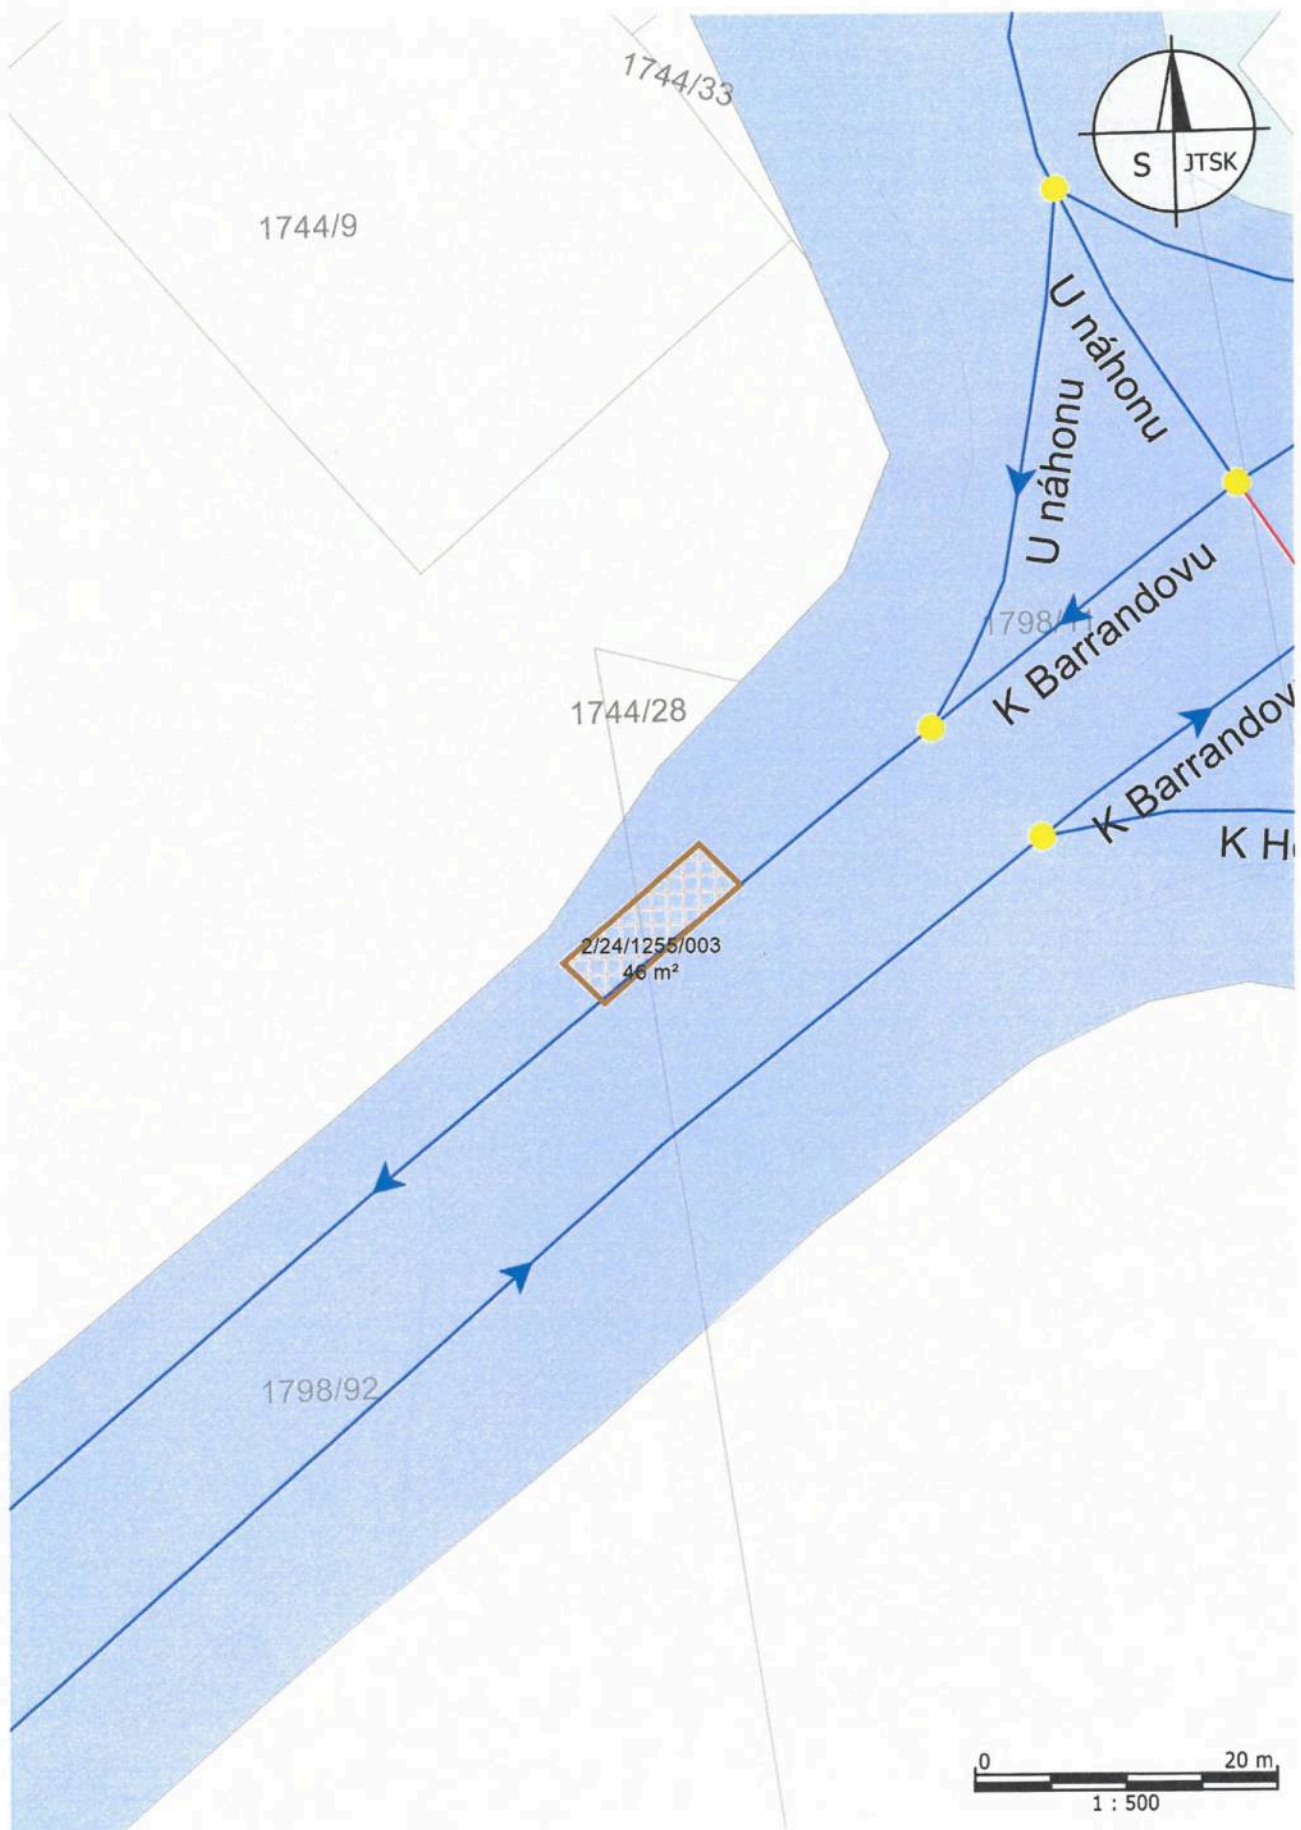 1744/33
S JTSK
1744/9
U náhonu
U náhonu
1798/11
K Barrandovu
1744/28
K Barrandov
K H
2/24/1255/003
46 m²
1798/92
0 20 m
1 : 500